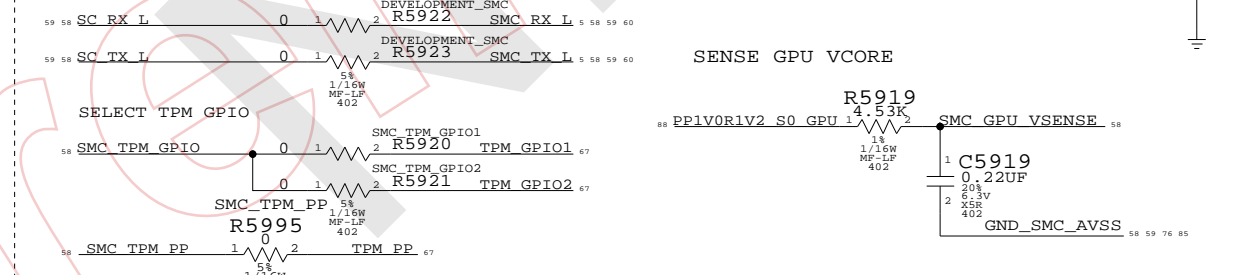 DEVELOPMENT_SMC
59 58 SC_RX_L 0 1 2 R5922 SMC_RX_L 5 58 59 60
DEVELOPMENT_SMC
59 58 SC_TX_L 0 1 2 R5923 SMC_TX_L 5 58 59 60
5%
1/16W
MF-LF
402
SELECT TPM GPIO
SMC_TPM_GPIO1
58 SMC_TPM_GPIO 0 1 2 R5920 TPM_GPIO1 67
SMC_TPM_GPIO2
0 1 2 R5921 TPM_GPIO2 67
5%
1/16W
MF-LF
402
SMC_TPM_PP
R5995
0
58 SMC_TPM_PP 1 2 TPM_PP 67
5%
1/16W
SENSE GPU VCORE
R5919
4.53K
88 PP1V0R1V2_S0_GPU 1 2 SMC_GPU_VSENSE 58
1%
1/16W
MF-LF
402
1
C5919
0.22UF
20%
6.3V
2 X5R
402
GND_SMC_AVSS 58 59 76 85